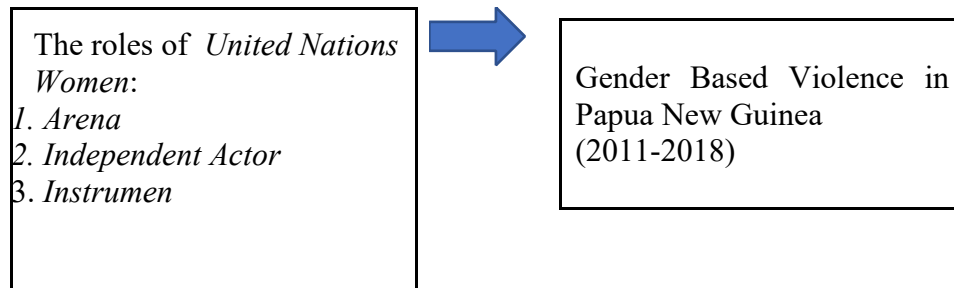 The roles of United Nations
Women:
1. Arena
2. Independent Actor
3. Instrumen
Gender Based Violence in
Papua New Guinea
(2011-2018)